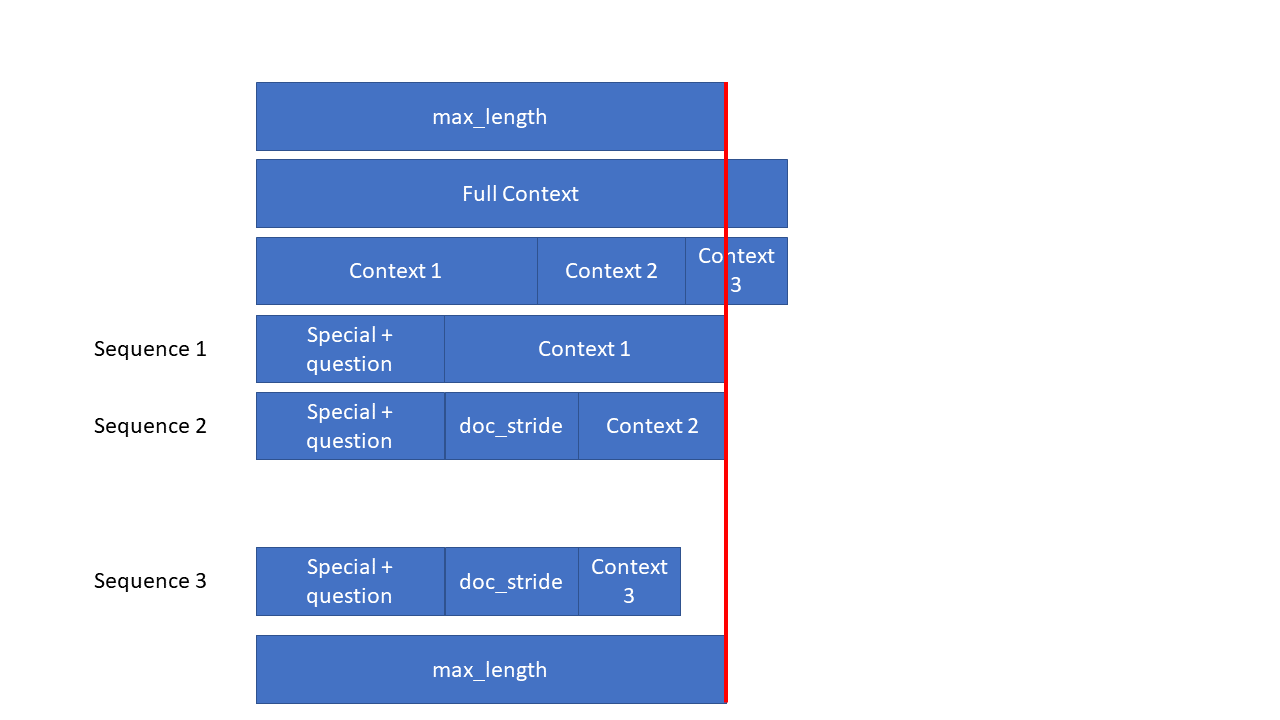 max_length
Full Context
Context 1
Context 2
Context
3
Sequence 1
Special +
question
Context 1
Sequence 2
Special +
question
doc_stride
Context 2
Sequence 3
Special +
question
doc_stride
Context
3
max_length